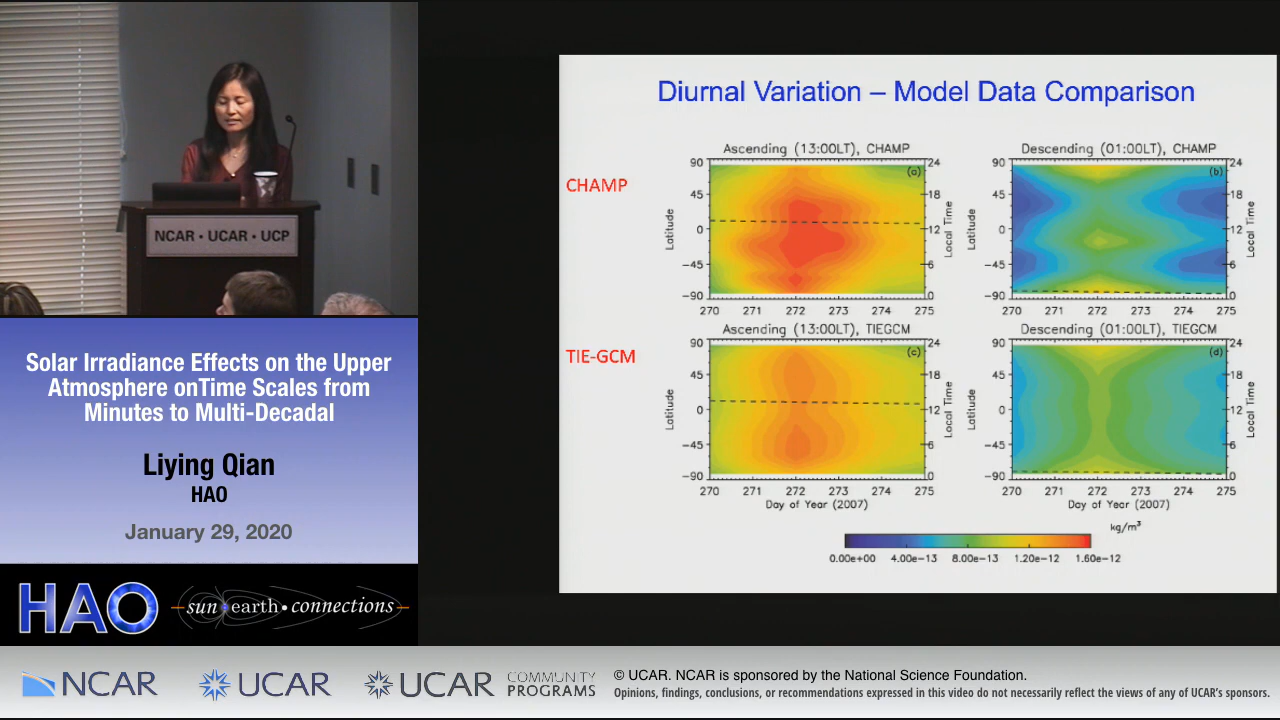 NCAR • UCAR • UCP
Solar Irradiance Effects on the Upper
Atmosphere onTime Scales from
Minutes to Multi-Decadal
Liying Qian
HAO
January 29, 2020
HAO
sun earth • connections
Diurnal Variation – Model Data Comparison
CHAMP
Ascending (13:00LT), CHAMP
(a)
90
45
0
−45
−90
Latitude
24
18
12
6
0
Local Time
270 271 272 273 274 275
Descending (01:00LT), CHAMP
(b)
90
45
0
−45
−90
Latitude
24
18
12
6
0
Local Time
270 271 272 273 274 275
TIE-GCM
Ascending (13:00LT), TIEGCM
(c)
90
45
0
−45
−90
Latitude
24
18
12
6
0
Local Time
270 271 272 273 274 275
Day of Year (2007)
Descending (01:00LT), TIEGCM
(d)
90
45
0
−45
−90
Latitude
24
18
12
6
0
Local Time
270 271 272 273 274 275
Day of Year (2007)
kg/m³
0.00e+00 4.00e−13 8.00e−13 1.20e−12 1.60e−12
NCAR
UCAR
UCAR
COMMUNITY
PROGRAMS
© UCAR. NCAR is sponsored by the National Science Foundation.
Opinions, findings, conclusions, or recommendations expressed in this video do not necessarily reflect the views of any of UCAR's sponsors.